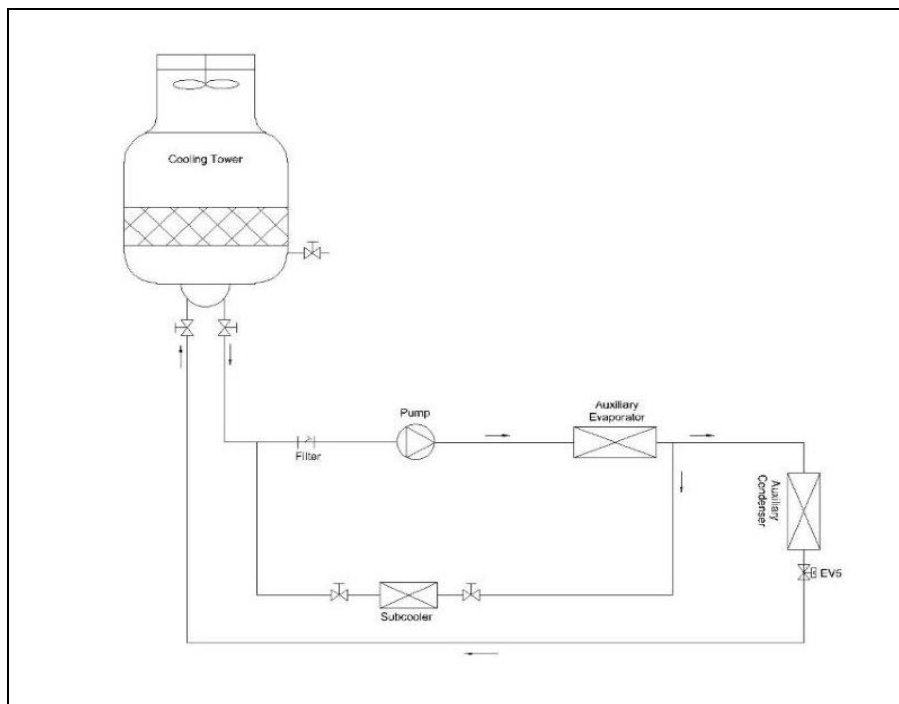 Cooling Tower
Pump
Auxiliary
Evaporator
Filter
Auxiliary
Condenser
EV5
Subcooler